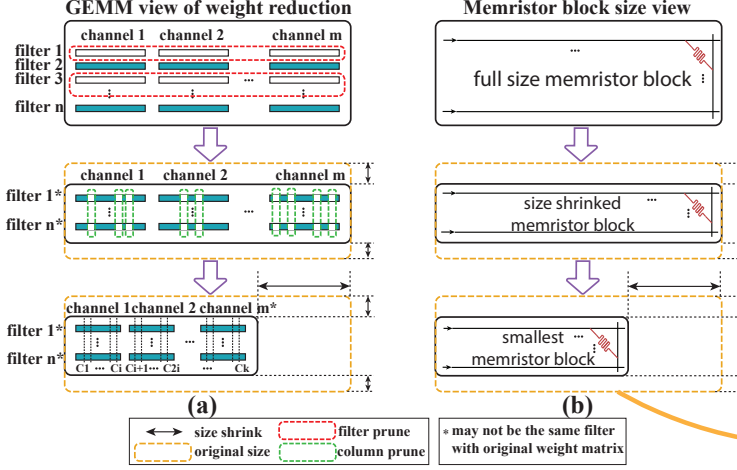 GEMM view of weight reduction
channel 1 channel 2 channel m
filter 1
filter 2
filter 3
...
filter n
channel 1 channel 2 channel m
filter 1*
...
filter n*
channel 1 channel 2 channel m*
filter 1*
...
filter n*
C1 ... Ci Ci+1... C2i ... Ck
(a)
Memristor block size view
...
full size memristor block
...
size shrinked
memristor block
...
smallest
memristor block
(b)
size shrink
filter prune
original size
column prune
* may not be the same filter
with original weight matrix